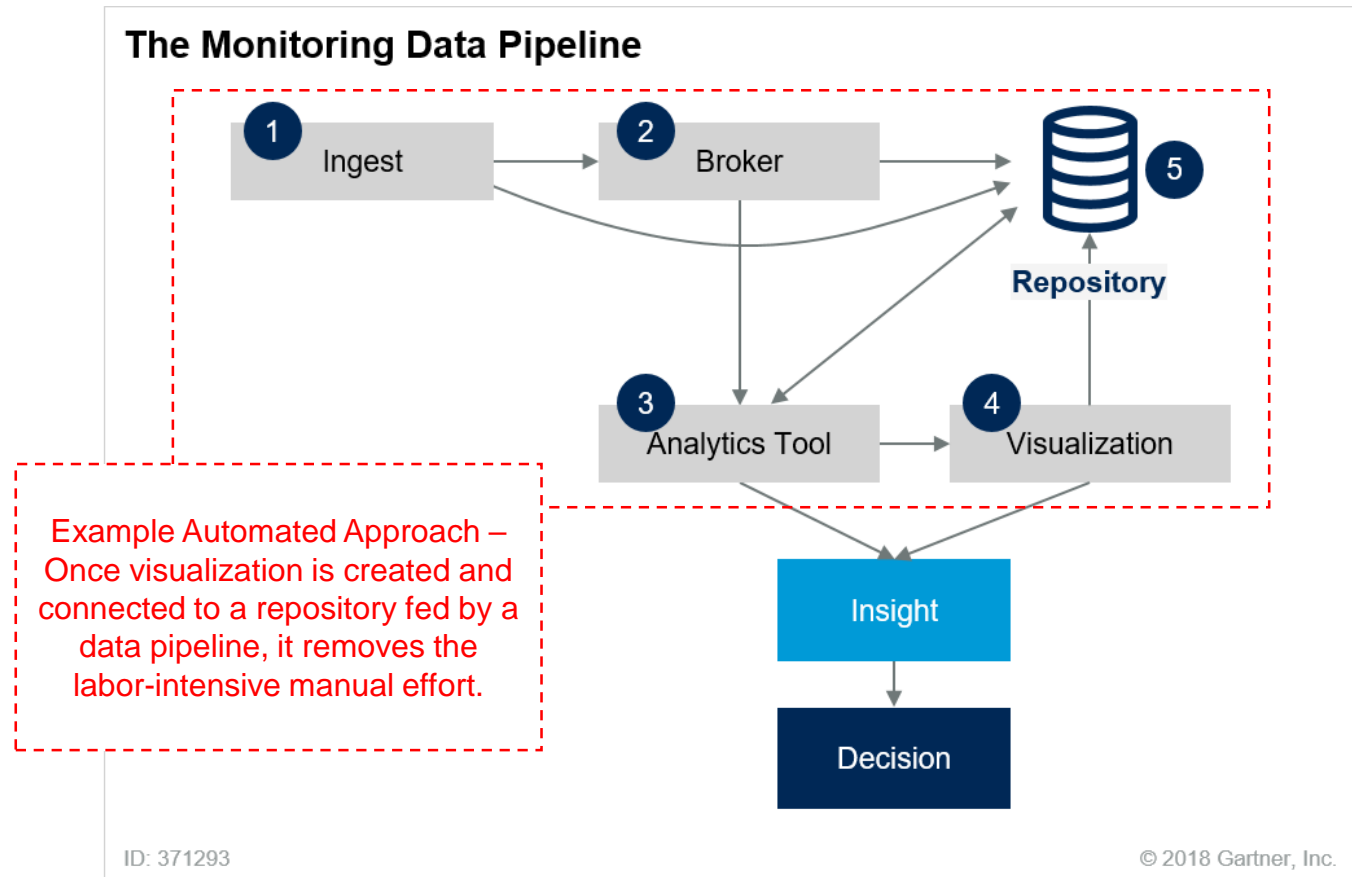 The Monitoring Data Pipeline
1
Ingest
2
Broker
5
Repository
3
Analytics Tool
4
Visualization
Example Automated Approach –
Once visualization is created and
connected to a repository fed by a
data pipeline, it removes the
labor-intensive manual effort.
Insight
Decision
ID: 371293
© 2018 Gartner, Inc.